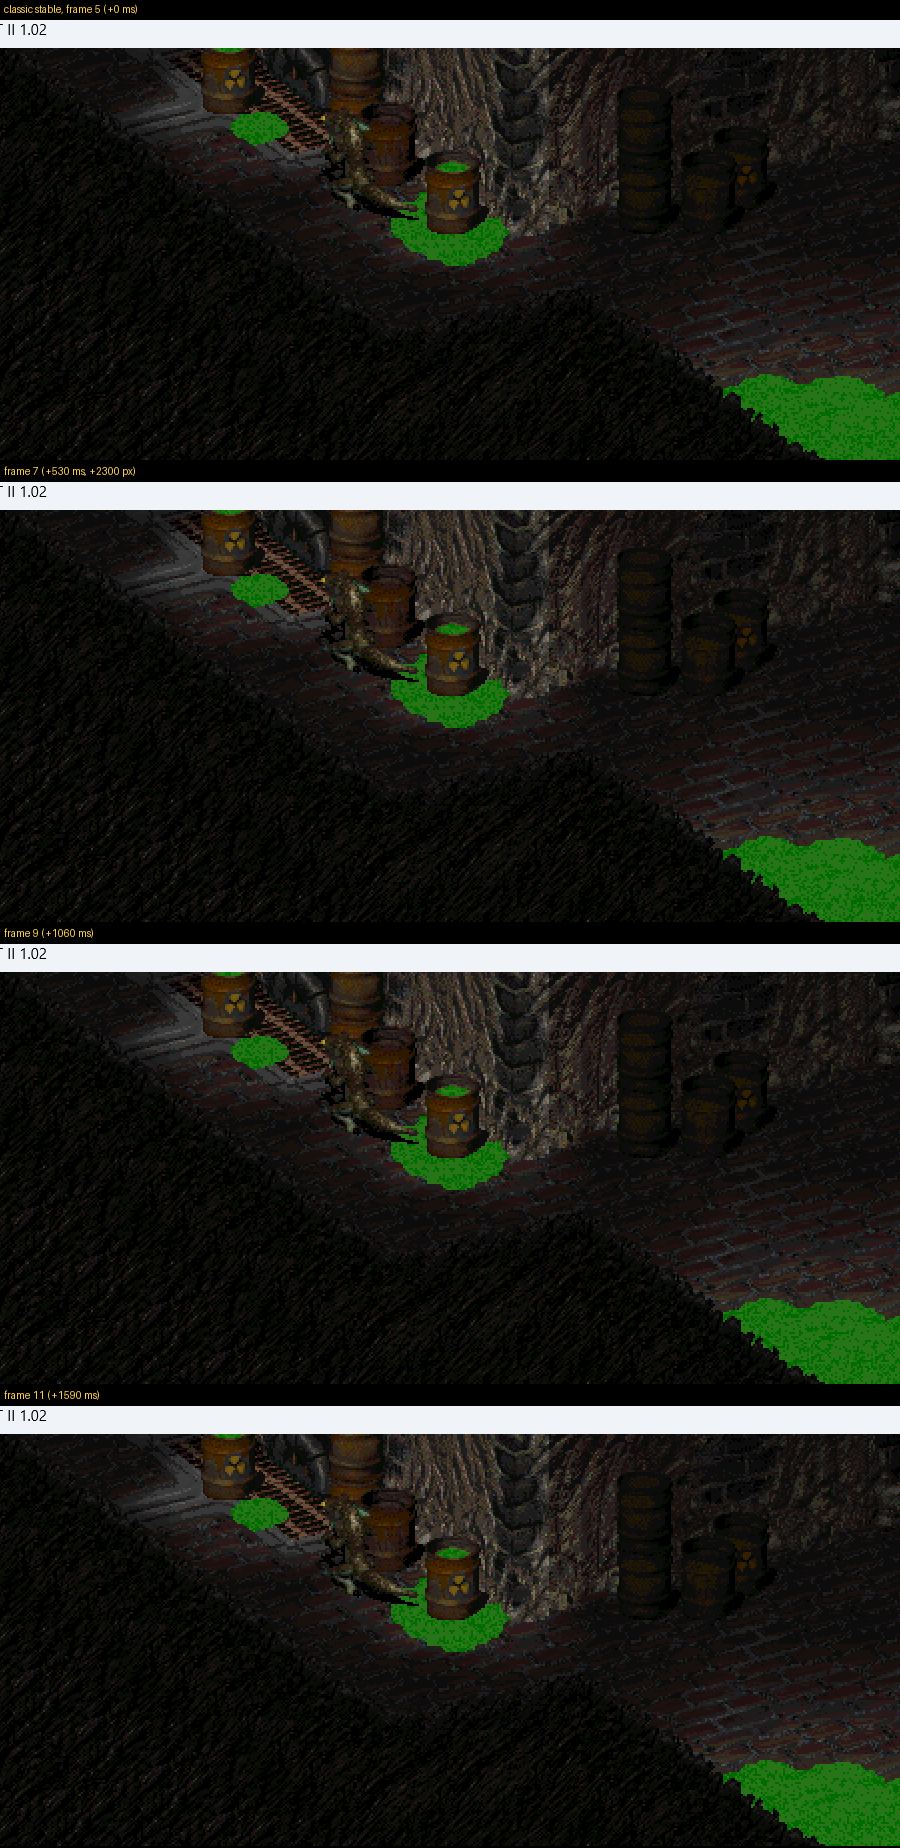 classic stable, frame 5 (+0 ms)
T II 1.02
frame 7 (+530 ms, +2300 px)
T II 1.02
frame 9 (+1060 ms)
T II 1.02
frame 11 (+1590 ms)
T II 1.02